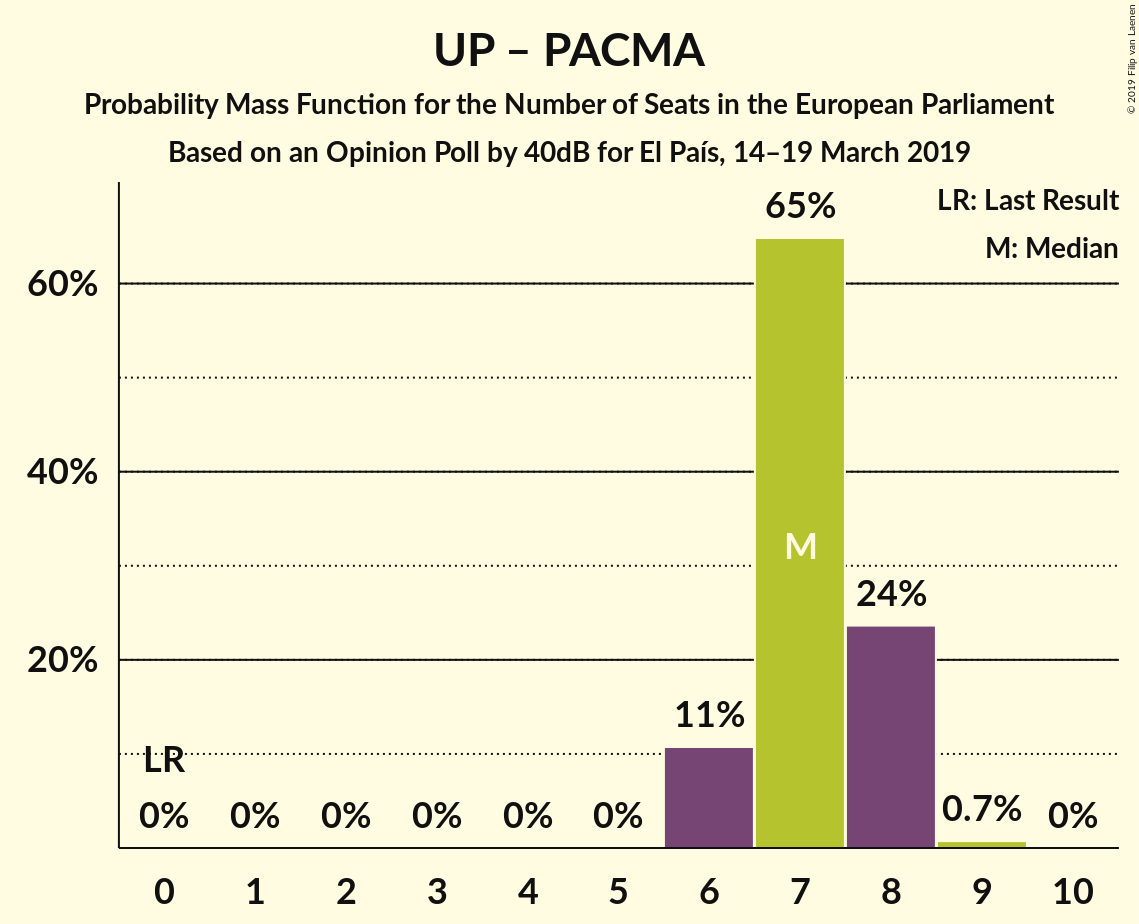 UP – PACMA
Probability Mass Function for the Number of Seats in the European Parliament
Based on an Opinion Poll by 40dB for El País, 14–19 March 2019
© 2019 Filip van Laenen
LR: Last Result
M: Median
65%
60%
40%
M
24%
20%
11%
LR
0% 0% 0% 0% 0% 0% 0.7% 0%
0 1 2 3 4 5 6 7 8 9 10